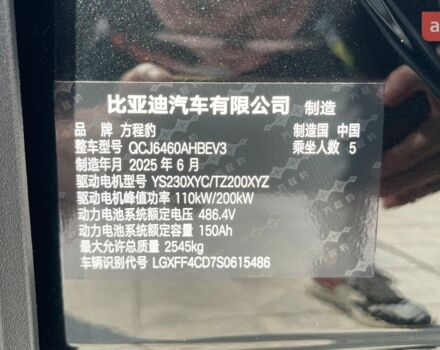 比亚迪汽车有限公司 制造
品 牌 方程豹 制造国 中国
整车型号 QCJ6460AHBEV3 乘坐人数 5
制造年月 2025 年 6 月
驱动电机型号 YS230XYC/TZ200XYZ
驱动电机峰值功率 110kW/200kW
动力电池系统额定电压 486.4V
动力电池系统额定容量 150Ah
最大允许总质量 2545kg
车辆识别代号 LGXFF4CD7S0615486